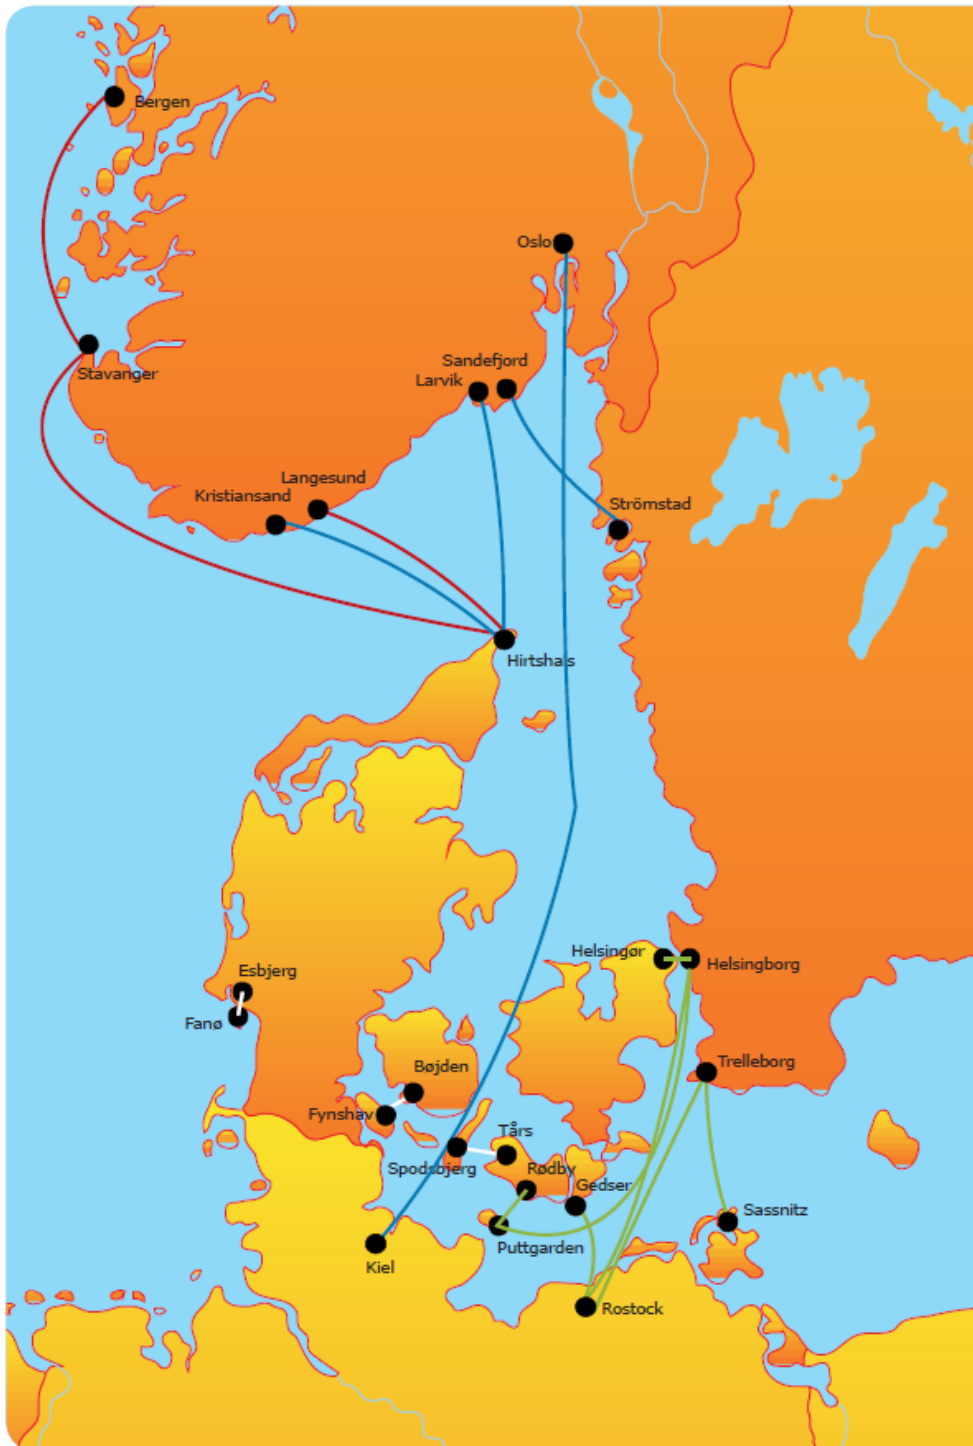 Bergen
Oslo
Stavanger
Sandefjord
Larvik
Langesund
Kristiansand
Strömstad
Hirtshals
Helsingør
Helsingborg
Esbjerg
Fanø
Trelleborg
Bøjden
Fynshav
Tårs
Spodsbjerg
Rødby
Gedser
Sassnitz
Puttgarden
Kiel
Rostock